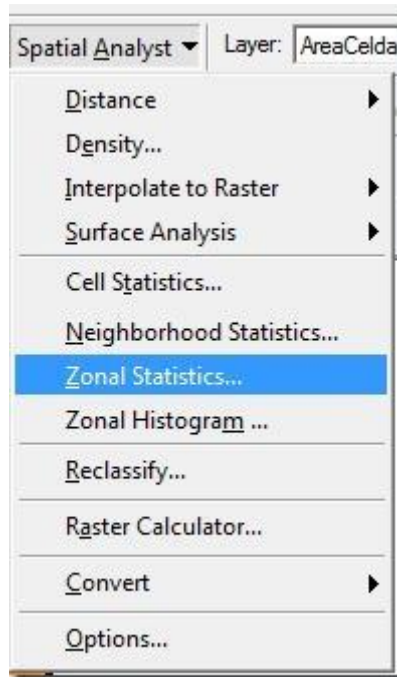 Spatial Analyst Layer: AreaCelda
Distance
Density...
Interpolate to Raster
Surface Analysis
Cell Statistics...
Neighborhood Statistics...
Zonal Statistics...
Zonal Histogram ...
Reclassify...
Raster Calculator...
Convert
Options...